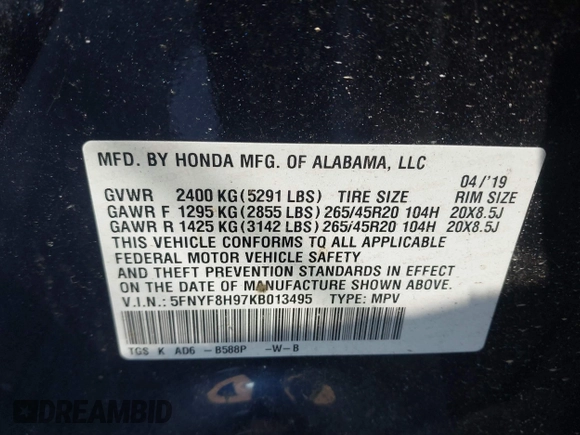 MFD. BY HONDA MFG. OF ALABAMA, LLC
04/'19
GVWR 2400 KG(5291 LBS) TIRE SIZE RIM SIZE
GAWR F 1295 KG(2855 LBS)265/45R20 104H 20X8.5J
GAWR R 1425 KG(3142 LBS)265/45R20 104H 20X8.5J
THIS VEHICLE CONFORMS TO ALL APPLICABLE
FEDERAL MOTOR VEHICLE SAFETY
AND THEFT PREVENTION STANDARDS IN EFFECT
ON THE DATE OF MANUFACTURE SHOWN ABOVE.
V.I.N.: 5FNYF8H97KB013495 TYPE: MPV
TGS K AD6 -B588P -W-B
DREAMBID